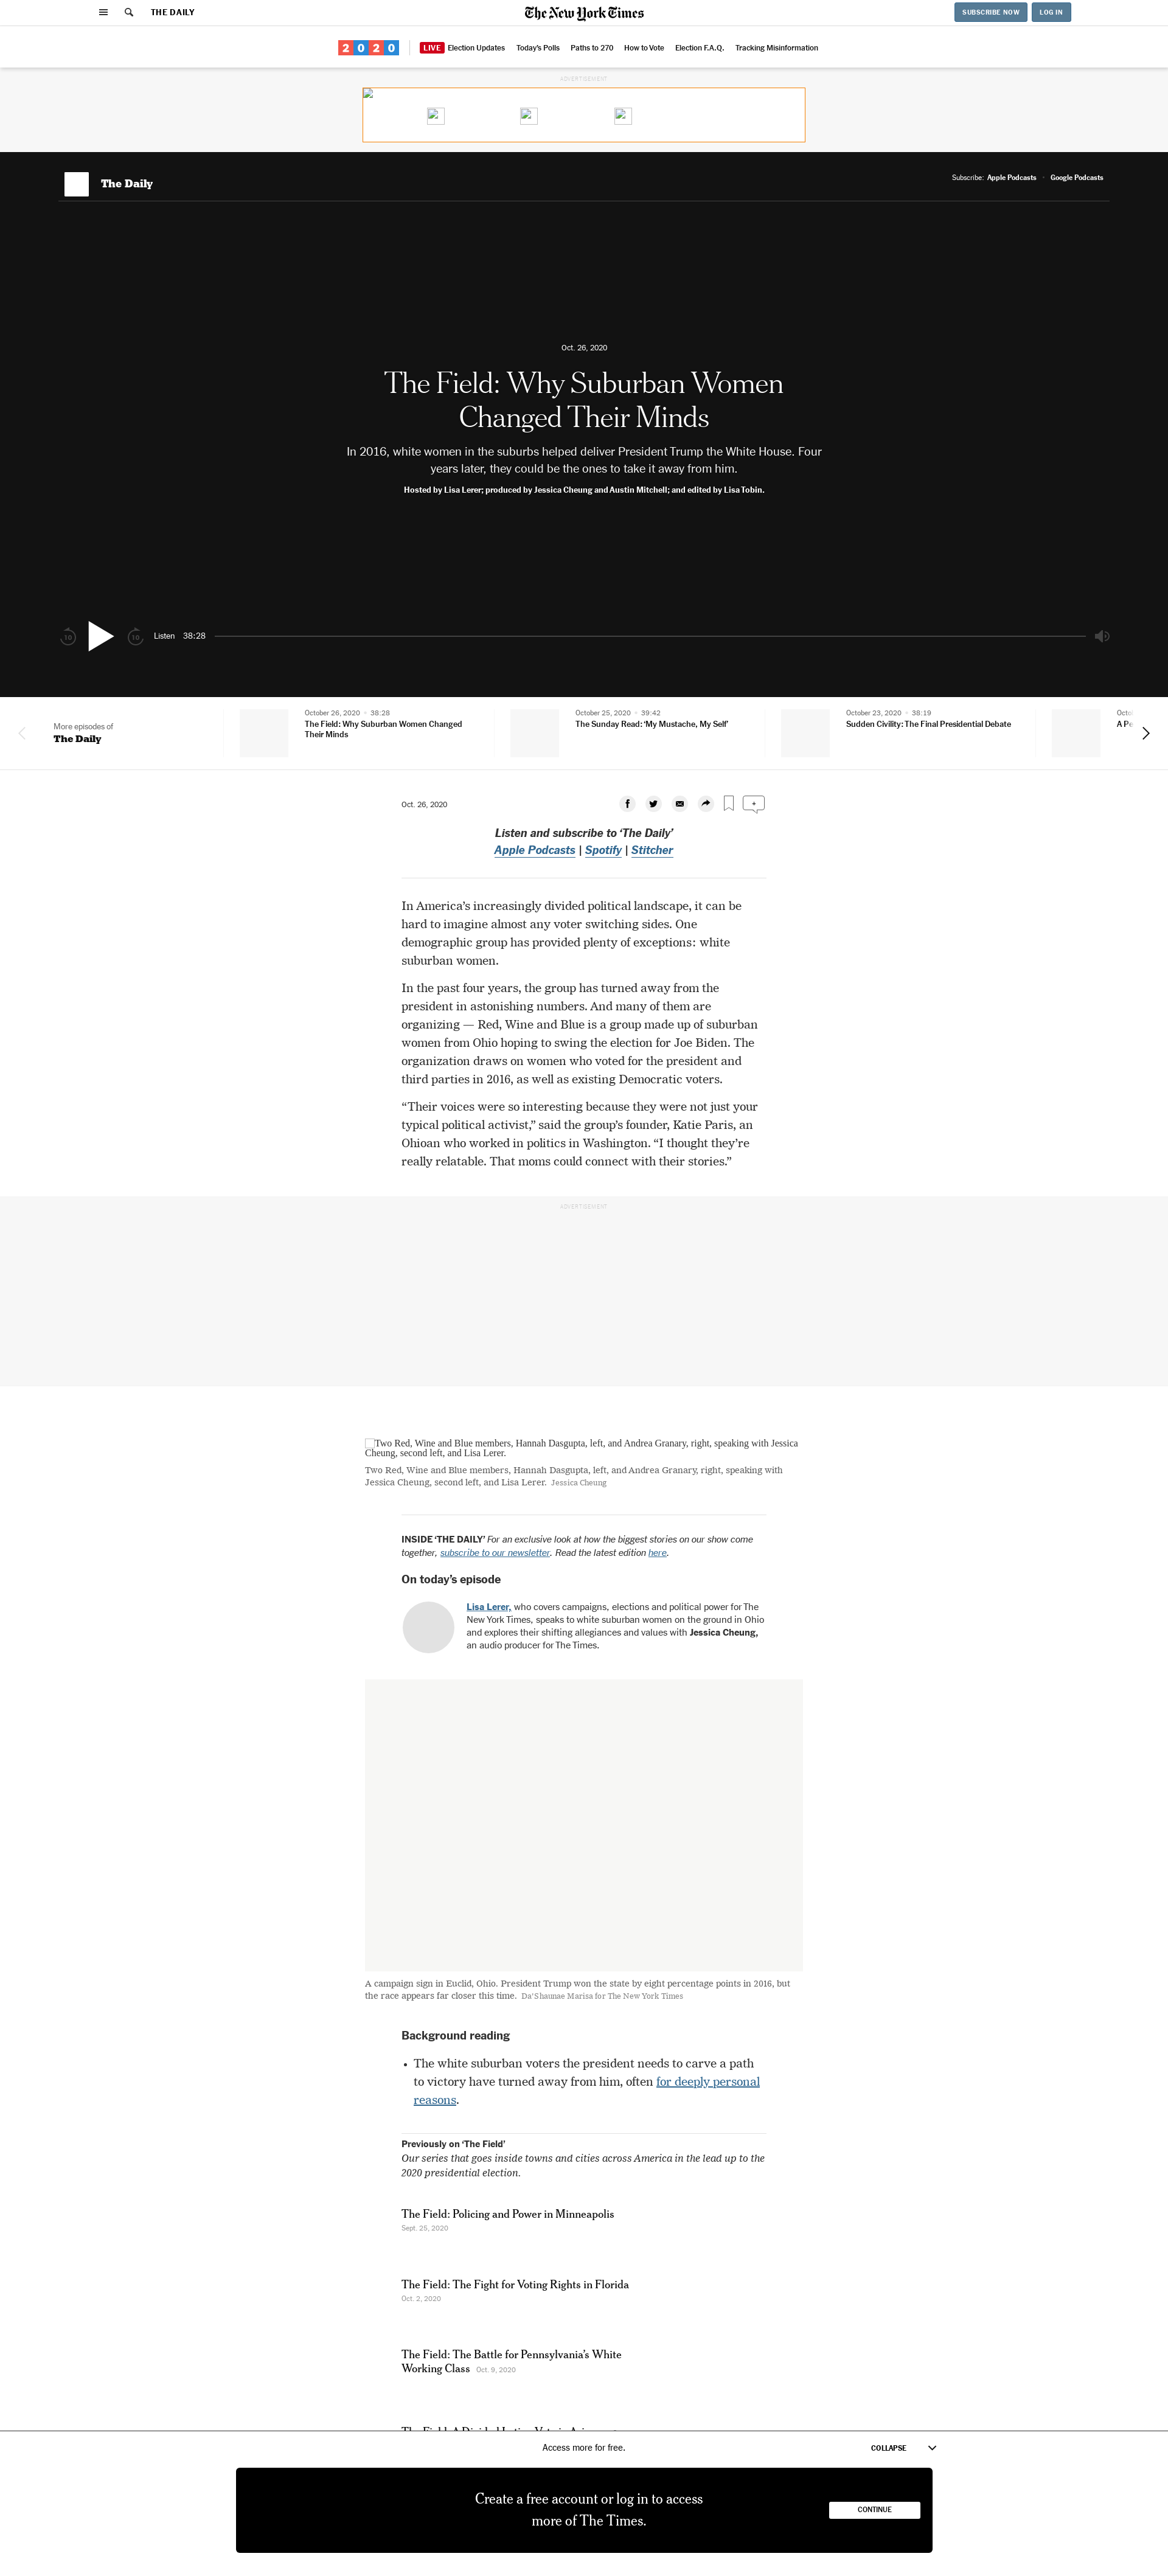 THE DAILY
The New York Times
SUBSCRIBE NOW
LOG IN
2020
LIVE Election Updates
Today's Polls
Paths to 270
How to Vote
Election F.A.Q.
Tracking Misinformation
ADVERTISEMENT
The Daily
Subscribe: Apple Podcasts • Google Podcasts
Oct. 26, 2020
The Field: Why Suburban Women
Changed Their Minds
In 2016, white women in the suburbs helped deliver President Trump the White House. Four
years later, they could be the ones to take it away from him.
Hosted by Lisa Lerer; produced by Jessica Cheung and Austin Mitchell; and edited by Lisa Tobin.
10
10
Listen 38:28
More episodes of
The Daily
October 26, 2020 • 38:28
The Field: Why Suburban Women Changed
Their Minds
October 25, 2020 • 39:42
The Sunday Read: ‘My Mustache, My Self’
October 23, 2020 • 38:19
Sudden Civility: The Final Presidential Debate
Oct. 26, 2020
Listen and subscribe to ‘The Daily’
Apple Podcasts | Spotify | Stitcher
In America’s increasingly divided political landscape, it can be
hard to imagine almost any voter switching sides. One
demographic group has provided plenty of exceptions: white
suburban women.
In the past four years, the group has turned away from the
president in astonishing numbers. And many of them are
organizing — Red, Wine and Blue is a group made up of suburban
women from Ohio hoping to swing the election for Joe Biden. The
organization draws on women who voted for the president and
third parties in 2016, as well as existing Democratic voters.
“Their voices were so interesting because they were not just your
typical political activist,” said the group’s founder, Katie Paris, an
Ohioan who worked in politics in Washington. “I thought they’re
really relatable. That moms could connect with their stories.”
ADVERTISEMENT
Two Red, Wine and Blue members, Hannah Dasgupta, left, and Andrea Granary, right, speaking with Jessica
Cheung, second left, and Lisa Lerer.
Two Red, Wine and Blue members, Hannah Dasgupta, left, and Andrea Granary, right, speaking with
Jessica Cheung, second left, and Lisa Lerer. Jessica Cheung
INSIDE ‘THE DAILY’ For an exclusive look at how the biggest stories on our show come
together, subscribe to our newsletter. Read the latest edition here.
On today’s episode
Lisa Lerer, who covers campaigns, elections and political power for The
New York Times, speaks to white suburban women on the ground in Ohio
and explores their shifting allegiances and values with Jessica Cheung,
an audio producer for The Times.
A campaign sign in Euclid, Ohio. President Trump won the state by eight percentage points in 2016, but
the race appears far closer this time. Da’Shaunae Marisa for The New York Times
Background reading
• The white suburban voters the president needs to carve a path
to victory have turned away from him, often for deeply personal
reasons.
Previously on ‘The Field’
Our series that goes inside towns and cities across America in the lead up to the
2020 presidential election.
The Field: Policing and Power in Minneapolis
Sept. 25, 2020
The Field: The Fight for Voting Rights in Florida
Oct. 2, 2020
The Field: The Battle for Pennsylvania’s White
Working Class Oct. 9, 2020
Access more for free.
COLLAPSE
Create a free account or log in to access
more of The Times.
CONTINUE